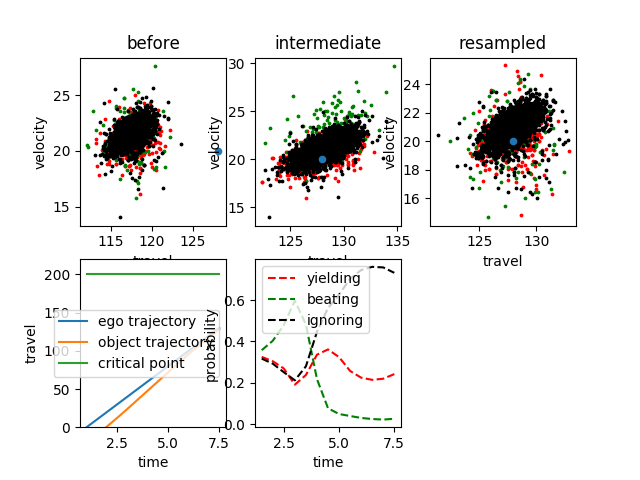 before
intermediate
resampled
velocity
25
20
15
115
120
125
travel
velocity
30
25
20
15
125
130
135
travel
velocity
24
22
20
18
16
125
130
travel
travel
200
150
100
50
0
2.5
5.0
7.5
time
ego trajectory
object trajectory
critical point
probability
0.6
0.4
0.2
0.0
2.5
5.0
7.5
time
yielding
beating
ignoring